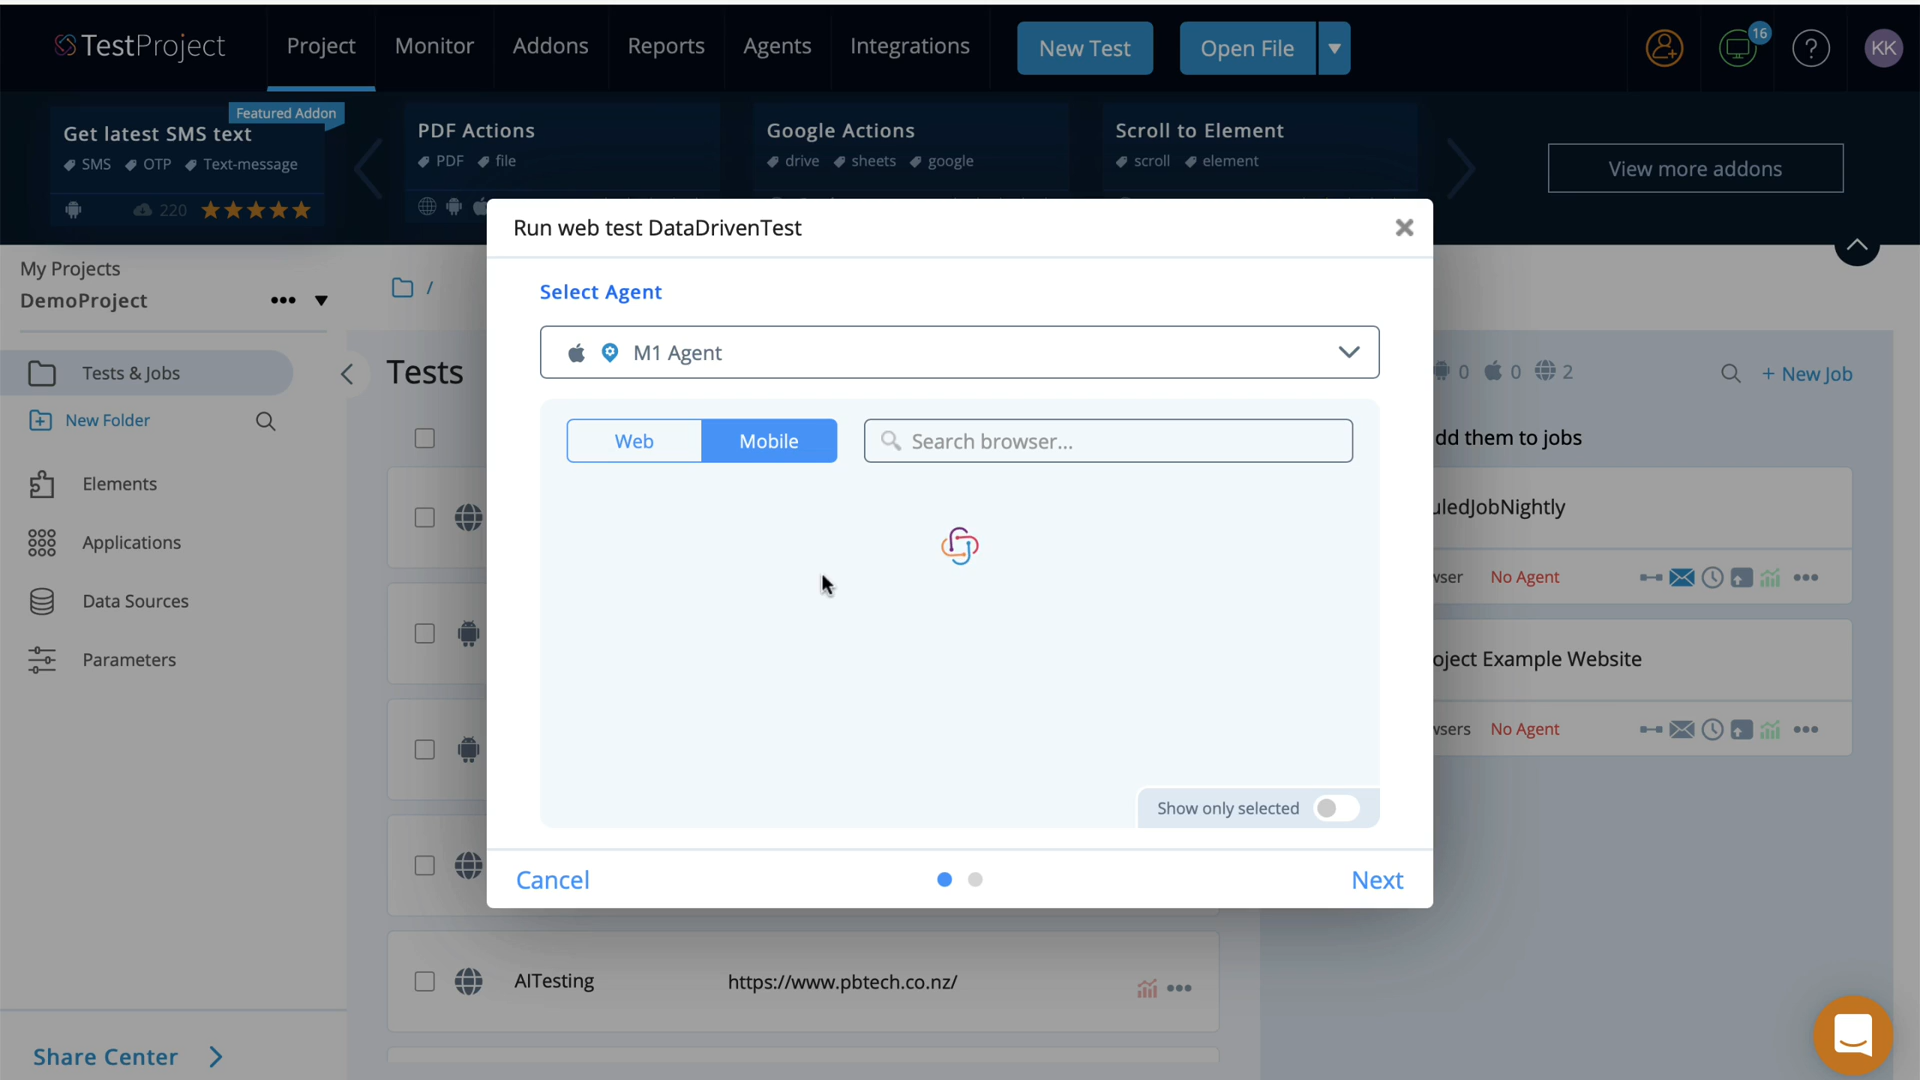 TestProject
Project
Monitor
Addons
Reports
Agents
Integrations
New Test
Open File
16
?
KK
Featured Addon
Get latest SMS text
SMS OTP Text-message
220
PDF Actions
PDF file
Google Actions
drive sheets google
Scroll to Element
scroll element
View more addons
My Projects
DemoProject
Tests & Jobs
New Folder
Elements
Applications
Data Sources
Parameters
Share Center
/
Tests
Run web test DataDrivenTest
Select Agent
M1 Agent
Web
Mobile
Search browser...
Show only selected
Cancel
Next
AITesting
https://www.pbtech.co.nz/
0 0 2
+ New Job
dd them to jobs
uledJobNightly
wser No Agent
oject Example Website
wsers No Agent